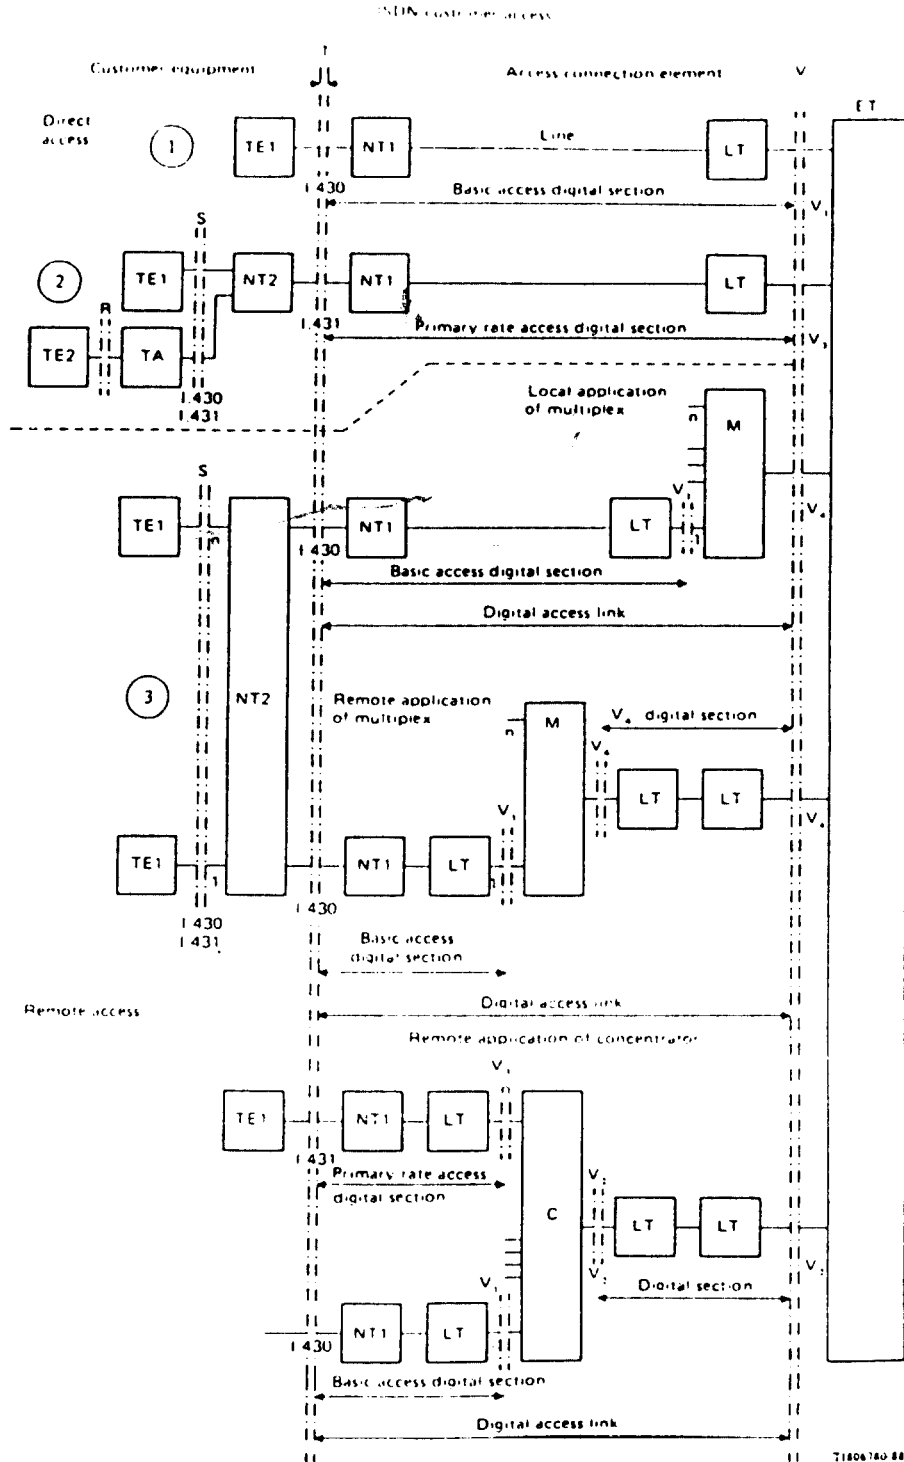 ISDN customer access
T
Customer equipment
Access connection element
V
ET
Direct
access
1
TE1
NT1
Line
LT
I.430
Basic access digital section
V1
S
2
TE1
NT2
NT1
LT
R
I.431
Primary rate access digital section
V3
TE2
TA
I.430
I.431
Local application
of multiplex
n
M
S
V1
V4
TE1
n
NT1
LT
1
I.430
Basic access digital section
Digital access link
3
NT2
Remote application
of multiplex
n
M
V4 digital section
V4
LT
LT
V1
V4
TE1
1
NT1
LT
1
I.430
I.431
I.430
Basic access
digital section
Remote access
Digital access link
Remote application of concentrator
n
TE1
NT1
LT
I.431
Primary rate access
digital section
C
LT
LT
V2
V1
Digital section
NT1
LT
I.430
Basic access digital section
Digital access link
T1806780-88